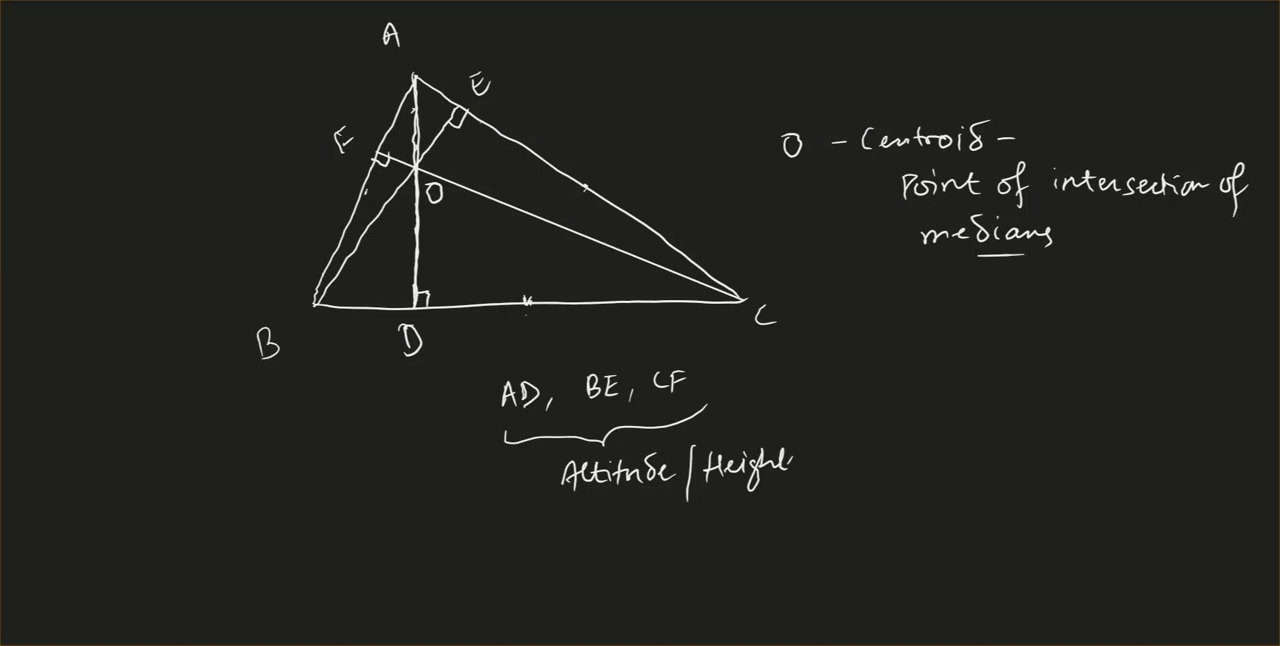 A
E
F
O
B
D
C
O - Centroid -
Point of intersection of
medians
AD, BE, CF
Altitude/Height